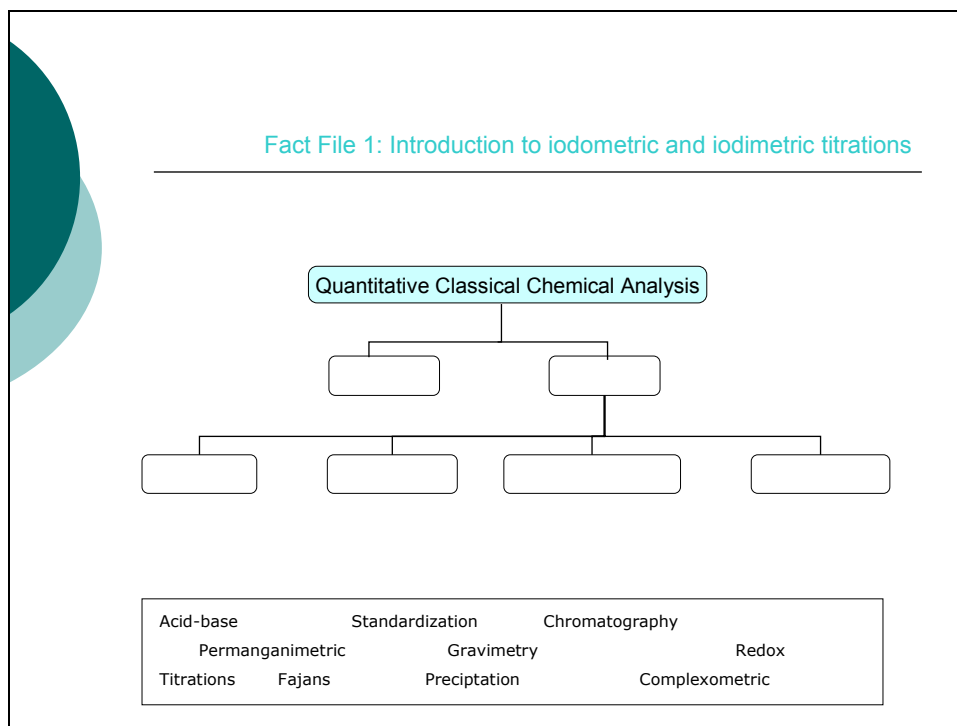 Fact File 1: Introduction to iodometric and iodimetric titrations
Quantitative Classical Chemical Analysis
Acid-base Standardization Chromatography
Permanganimetric Gravimetry Redox
Titrations Fajans Preciptation Complexometric